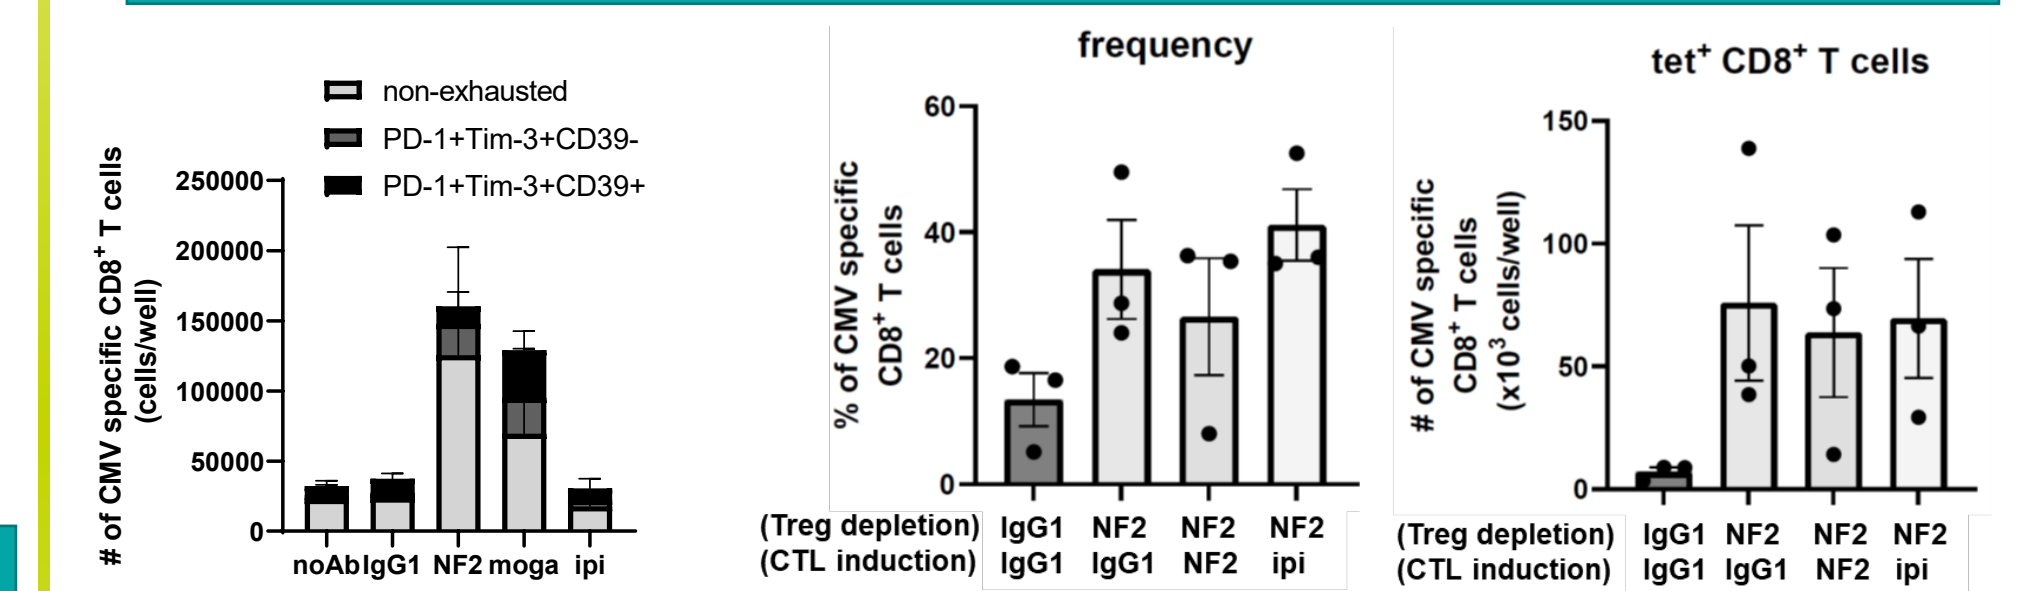 non-exhausted
PD-1+Tim-3+CD39-
PD-1+Tim-3+CD39+
# of CMV specific CD8+ T cells
(cells/well)
250000
200000
150000
100000
50000
0
noAb IgG1 NF2 moga ipi
frequency
% of CMV specific
CD8+ T cells
60
40
20
0
(Treg depletion) IgG1 NF2 NF2 NF2
(CTL induction) IgG1 IgG1 NF2 ipi
tet+ CD8+ T cells
# of CMV specific
CD8+ T cells
(x10³ cells/well)
150
100
50
0
(Treg depletion) IgG1 NF2 NF2 NF2
(CTL induction) IgG1 IgG1 NF2 ipi